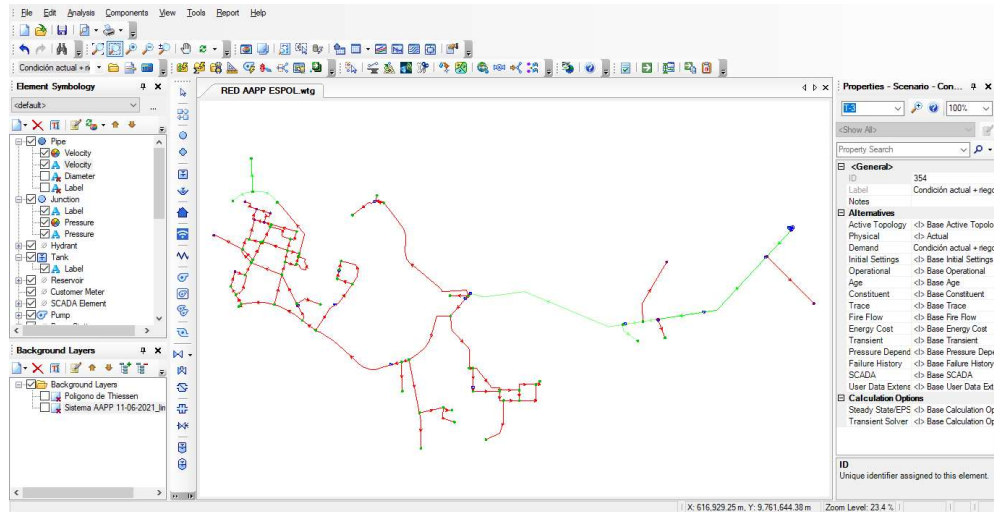 File Edit Analysis Components View Tools Report Help
Condición actual + ri
Element Symbology
<default>
...
Pipe
Velocity
Velocity
Diameter
Label
Junction
Label
Pressure
Pressure
Hydrant
Tank
Label
Reservoir
Customer Meter
SCADA Element
Pump
Background Layers
Background Layers
Poligono de Thiessen
Sistema AAPP 11-06-2021_lin
RED AAPP ESPOL.wtg
Properties - Scenario - Con...
100%
<Show All>
Property Search
<General>
ID 354
Label Condición actual + riego
Notes
Alternatives
Active Topology <I> Base Active Topolo
Physical <I> Actual
Demand Condición actual + riego
Initial Settings <I> Base Initial Settings
Operational <I> Base Operational
Age <I> Base Age
Constituent <I> Base Constituent
Trace <I> Base Trace
Fire Flow <I> Base Fire Flow
Energy Cost <I> Base Energy Cost
Transient <I> Base Transient
Pressure Depend <I> Base Pressure Depe
Failure History <I> Base Failure History
SCADA <I> Base SCADA
User Data Extens <I> Base User Data Ext
Calculation Options
Steady State/EPS <I> Base Calculation Op
Transient Solver <I> Base Calculation Op
ID
Unique identifier assigned to this element.
X: 616,929.25 m, Y: 9,761,644.38 m Zoom Level: 23.4 %